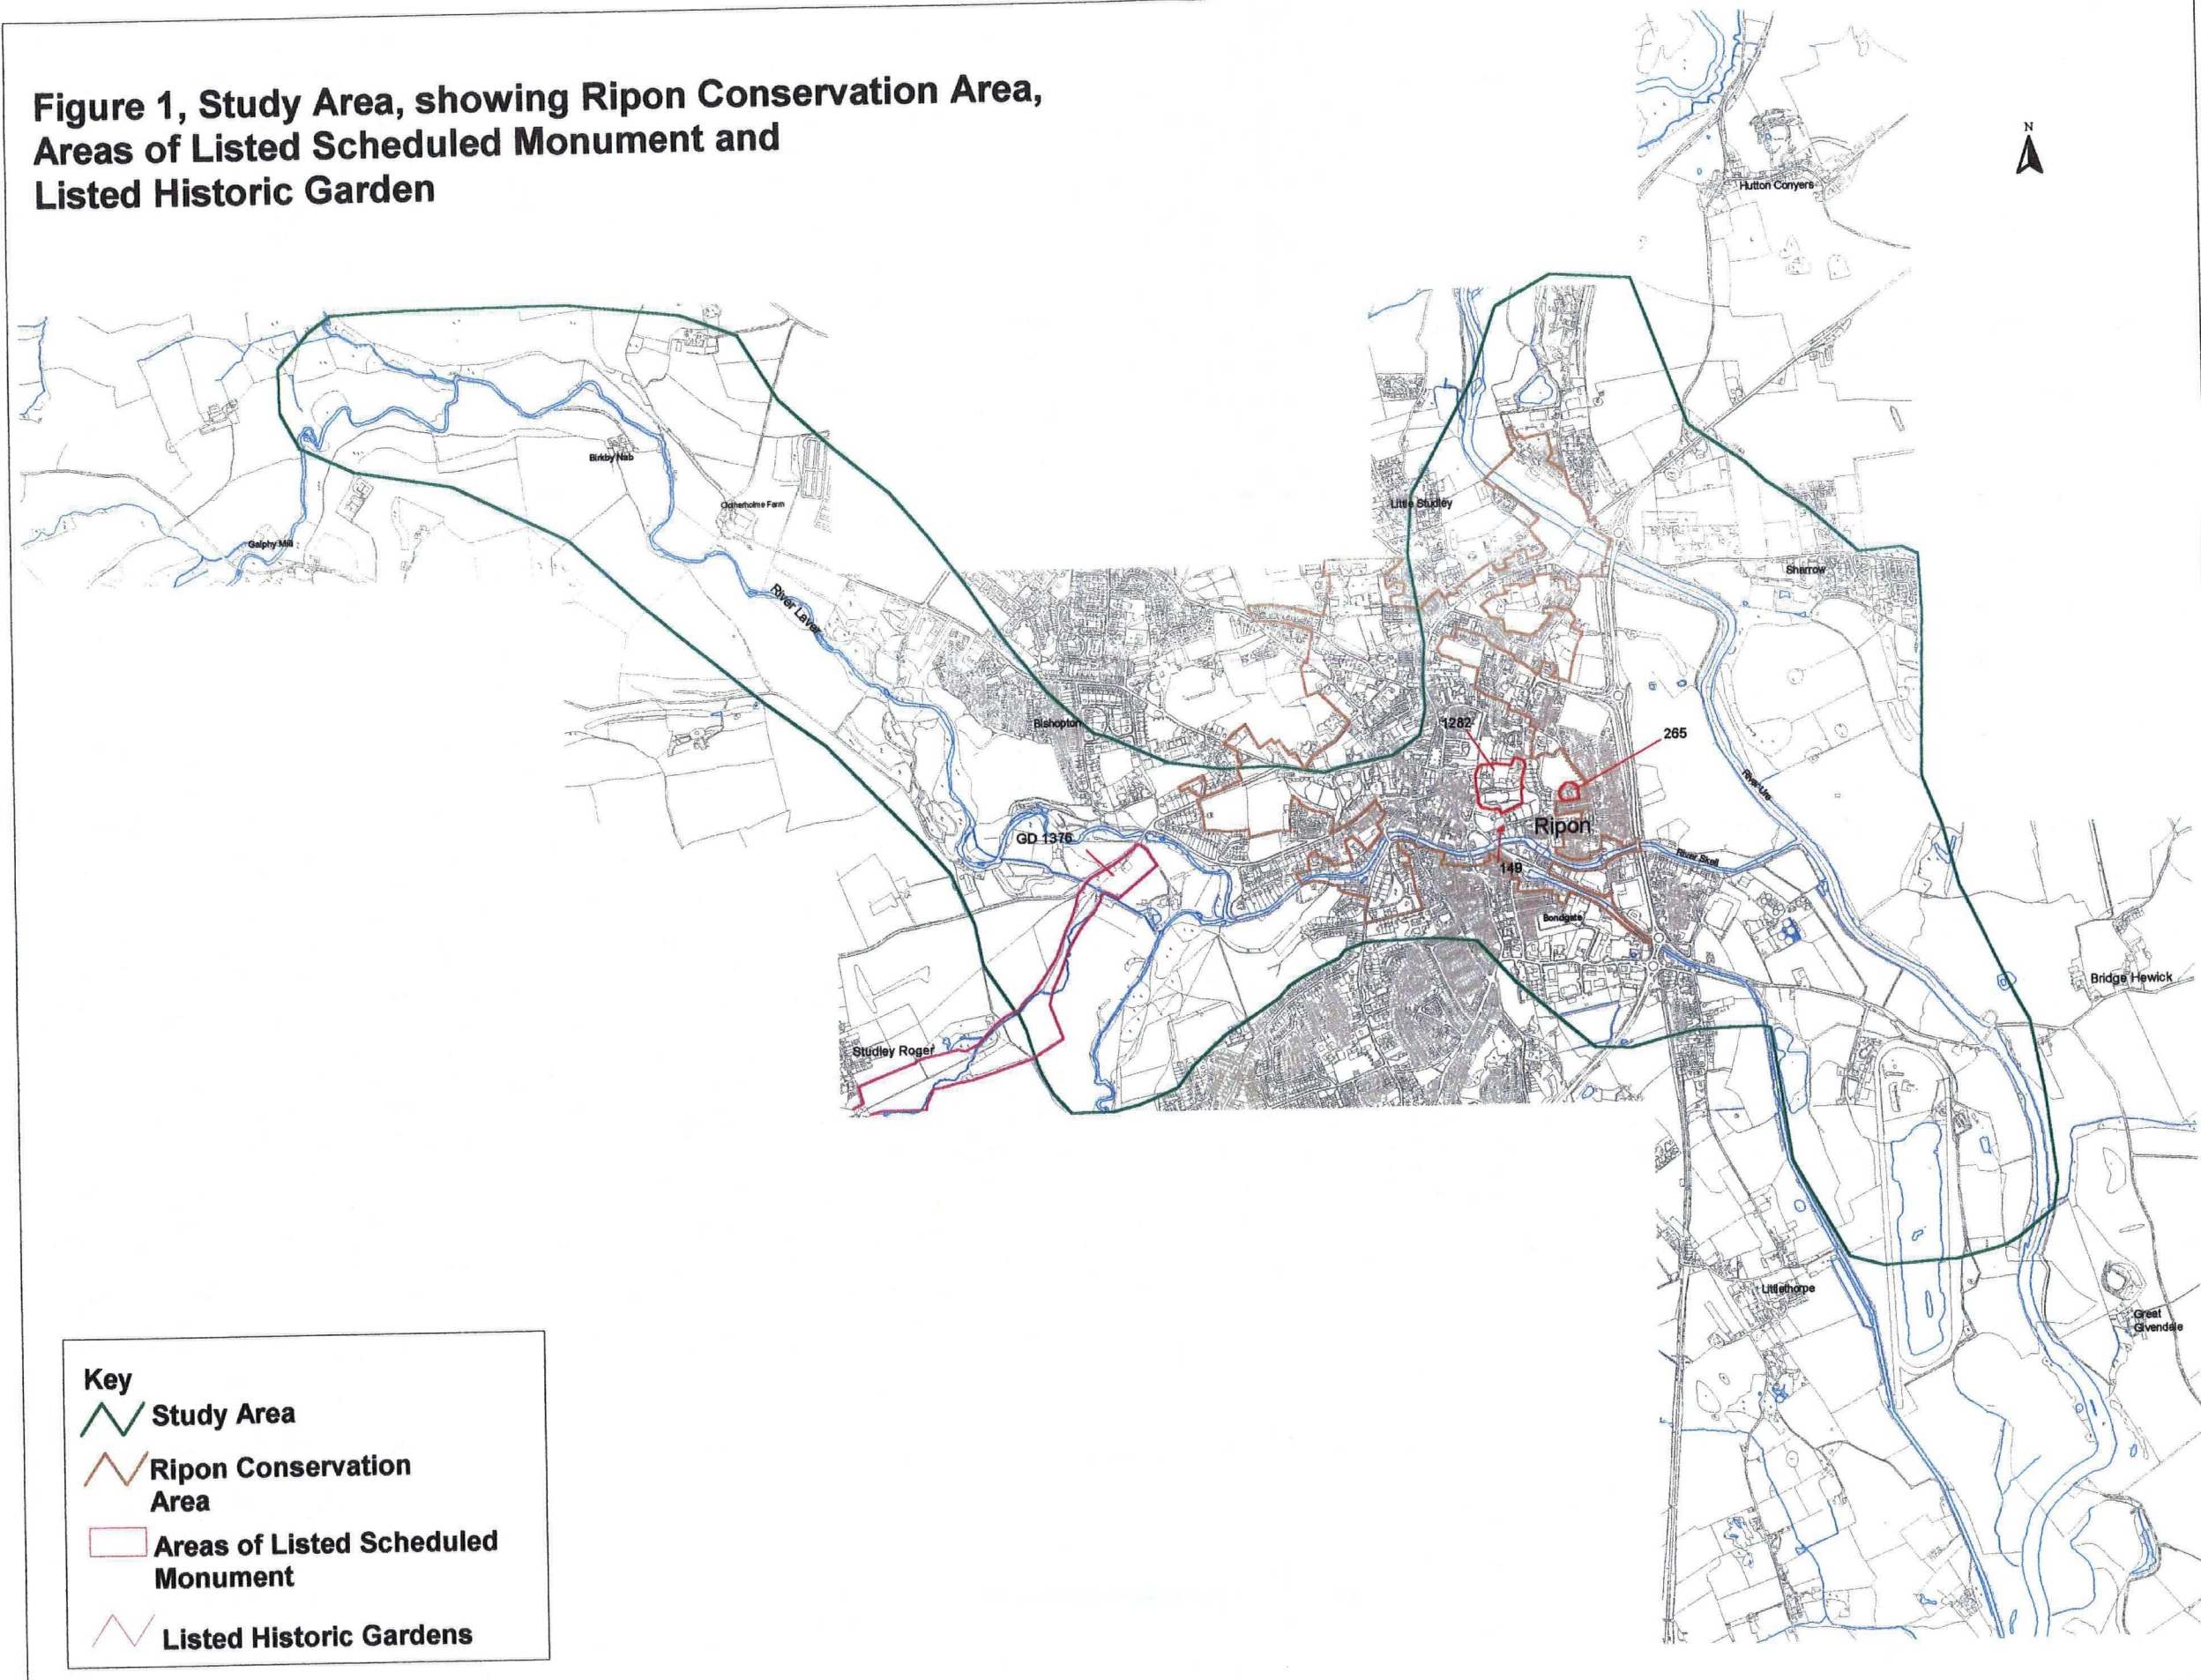 Figure 1, Study Area, showing Ripon Conservation Area,
Areas of Listed Scheduled Monument and
Listed Historic Garden
N
Hutton Conyers
Birkby Nab
Galphy Mill
Little Studley
Sharrow
River Laver
Bishopton
1282
265
River Ure
Ripon
GD 1376
149
River Skell
Bondgate
Bridge Hewick
Studley Roger
Littlethorpe
Great
Givendale
Key
Study Area
Ripon Conservation
Area
Areas of Listed Scheduled
Monument
Listed Historic Gardens